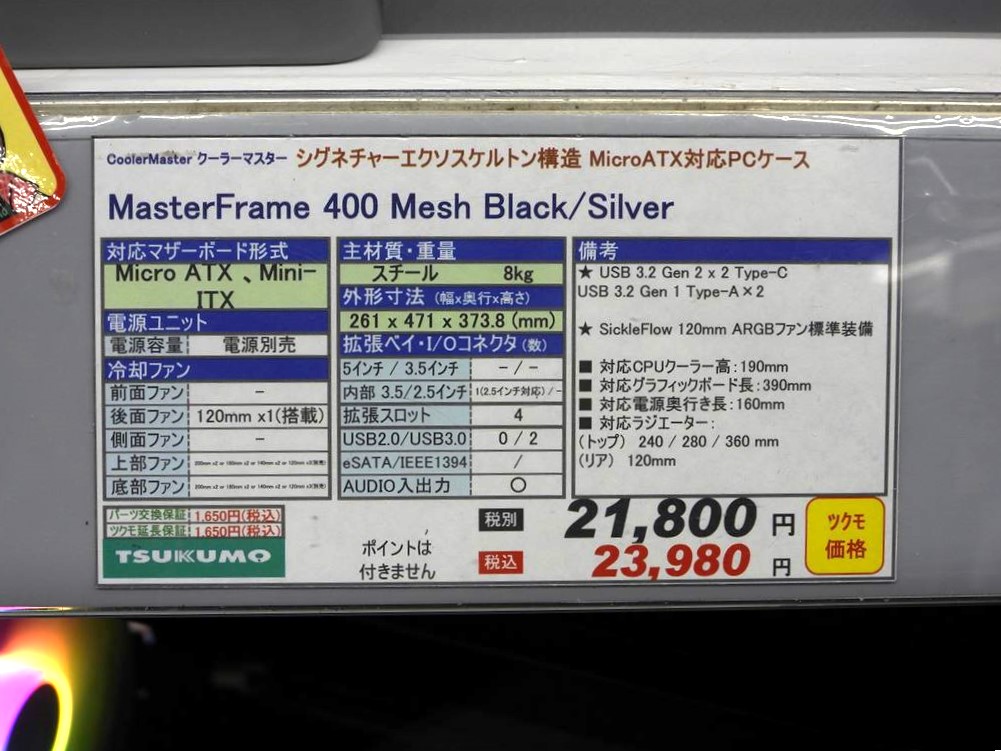 CoolerMaster クーラーマスター シグネチャーエクソスケルトン構造 MicroATX対応PCケース
MasterFrame 400 Mesh Black/Silver
対応マザーボード形式
Micro ATX 、Mini-
ITX
電源ユニット
電源容量 電源別売
冷却ファン
前面ファン -
後面ファン 120mm x1(搭載)
側面ファン -
上部ファン
底部ファン
主材質・重量
スチール 8kg
外形寸法 (幅x奥行x高さ)
261 x 471 x 373.8 (mm)
拡張ベイ・I/Oコネクタ (数)
5インチ / 3.5インチ - / -
内部 3.5/2.5インチ 1(2.5インチ対応) / -
拡張スロット 4
USB2.0/USB3.0 0 / 2
eSATA/IEEE1394 /
AUDIO入出力 ○
備考
★ USB 3.2 Gen 2 x 2 Type-C
USB 3.2 Gen 1 Type-A×2
★ SickleFlow 120mm ARGBファン標準装備
■ 対応CPUクーラー高:190mm
■ 対応グラフィックボード長:390mm
■ 対応電源奥行き長:160mm
■ 対応ラジエーター:
(トップ) 240 / 280 / 360 mm
(リア) 120mm
パーツ交換保証 1,650円(税込)
ツクモ延長保証 1,650円(税込)
TSUKUMO
ポイントは
付きません
税別 21,800 円
税込 23,980 円
ツクモ
価格